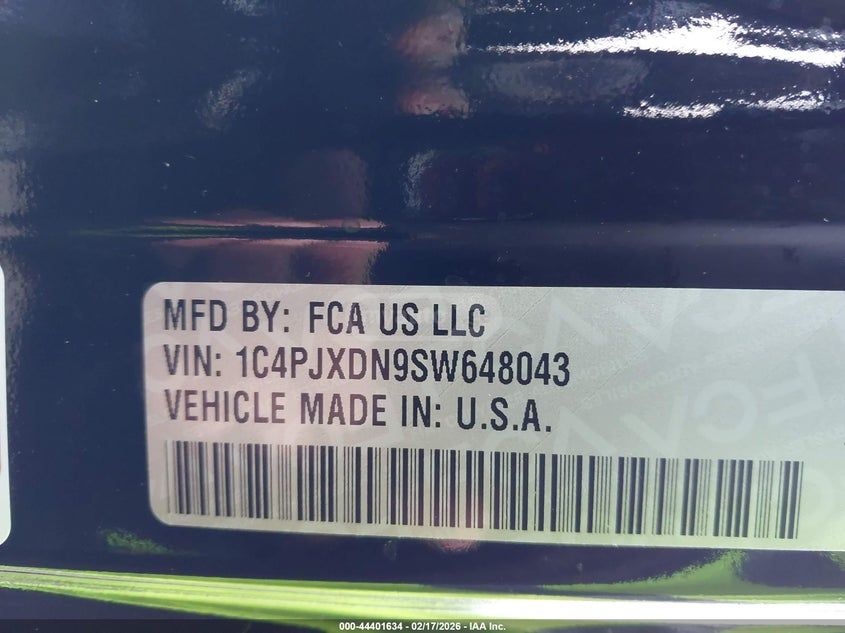 MFD BY: FCA US LLC
VIN: 1C4PJXDN9SW648043
VEHICLE MADE IN: U.S.A.
000-44401634 - 02/17/2026 - IAA Inc.